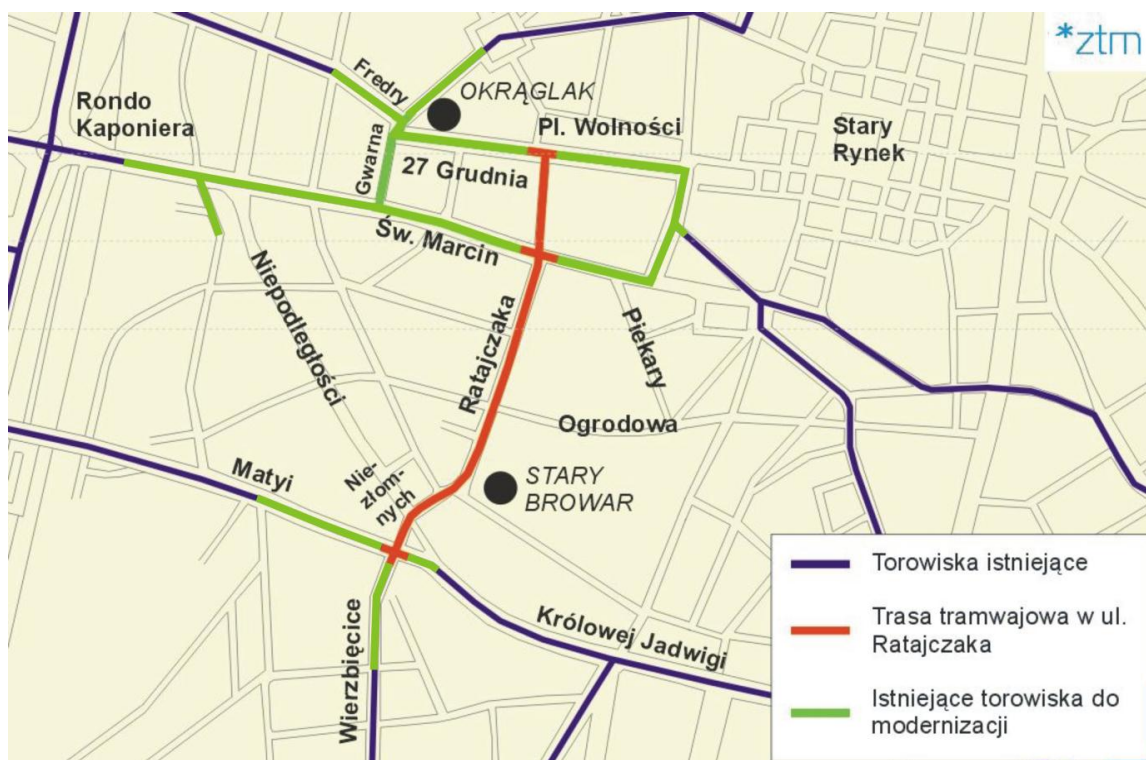 *ztm
Fredry
OKRĄGLAK
Rondo
Kaponiera
Pl. Wolności
Stary
Rynek
Gwarna
27 Grudnia
Św. Marcin
Niepodległości
Ratajczaka
Piekary
Ogrodowa
Matyi
Nie-
złom-
nych
STARY
BROWAR
Wierzbięcice
Królowej Jadwigi
Torowiska istniejące
Trasa tramwajowa w ul.
Ratajczaka
Istniejące torowiska do
modernizacji